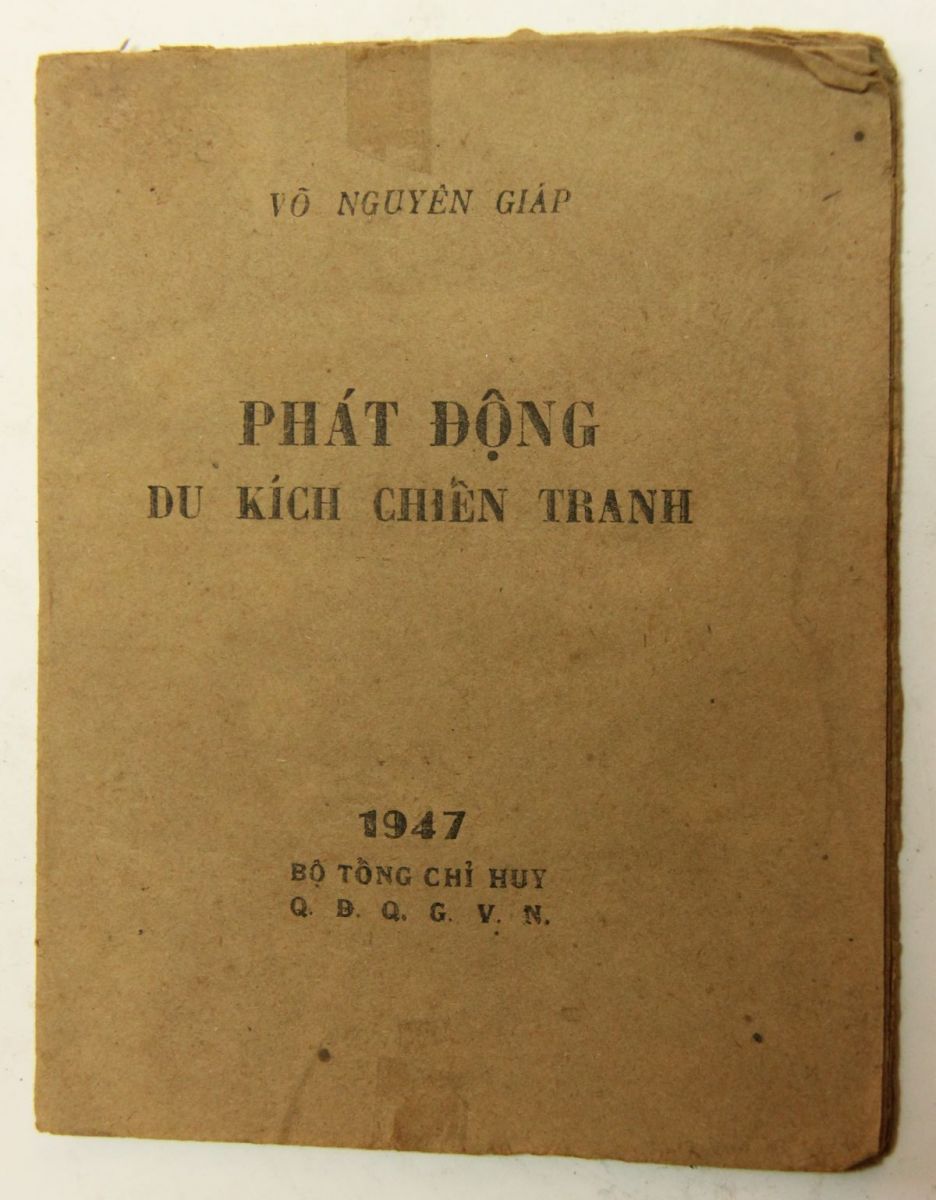 VÕ NGUYÊN GIÁP
PHÁT ĐỘNG
DU KÍCH CHIẾN TRANH
1947
BỘ TỔNG CHỈ HUY
Q. Đ. Q. G. V. N.